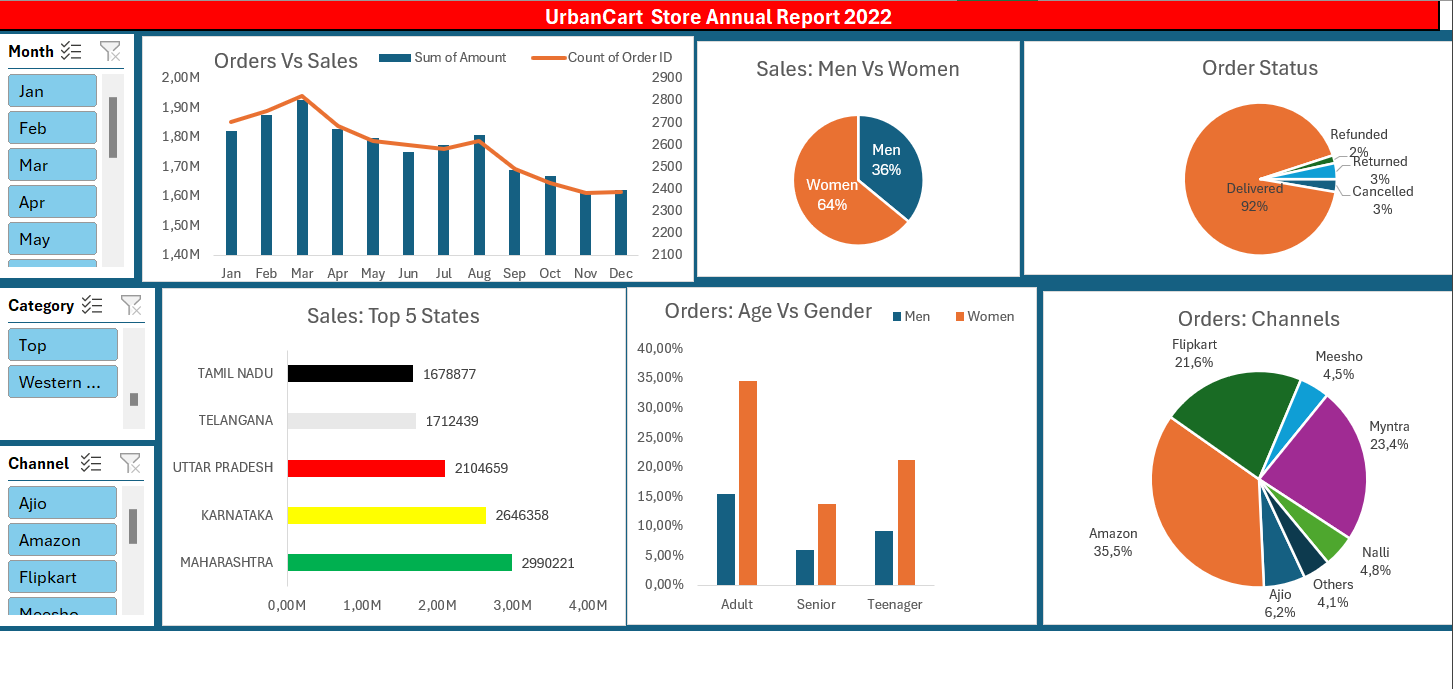 UrbanCart  Store Annual Report 2022
Month
Jan
Feb
Mar
Apr
May
Orders Vs Sales
Sum of Amount
Count of Order ID
2,00M
1,90M
1,80M
1,70M
1,60M
1,50M
1,40M
2900
2800
2700
2600
2500
2400
2300
2200
2100
Jan Feb Mar Apr May Jun Jul Aug Sep Oct Nov Dec
Sales: Men Vs Women
Men
36%
Women
64%
Order Status
Refunded
2%
Returned
3%
Cancelled
3%
Delivered
92%
Category
Top
Western ...
Channel
Ajio
Amazon
Flipkart
Meesho
Sales: Top 5 States
TAMIL NADU 1678877
TELANGANA 1712439
UTTAR PRADESH 2104659
KARNATAKA 2646358
MAHARASHTRA 2990221
0,00M 1,00M 2,00M 3,00M 4,00M
Orders: Age Vs Gender
Men
Women
40,00%
35,00%
30,00%
25,00%
20,00%
15,00%
10,00%
5,00%
0,00%
Adult Senior Teenager
Orders: Channels
Flipkart
21,6%
Meesho
4,5%
Myntra
23,4%
Amazon
35,5%
Nalli
4,8%
Others
4,1%
Ajio
6,2%